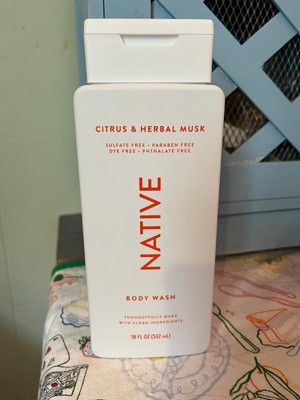 CITRUS & HERBAL MUSK
SULFATE FREE • PARABEN FREE
DYE FREE • PHTHALATE FREE
NATIVE
BODY WASH
THOUGHTFULLY MADE
WITH CLEAN INGREDIENTS
18 FL OZ (532 mL)